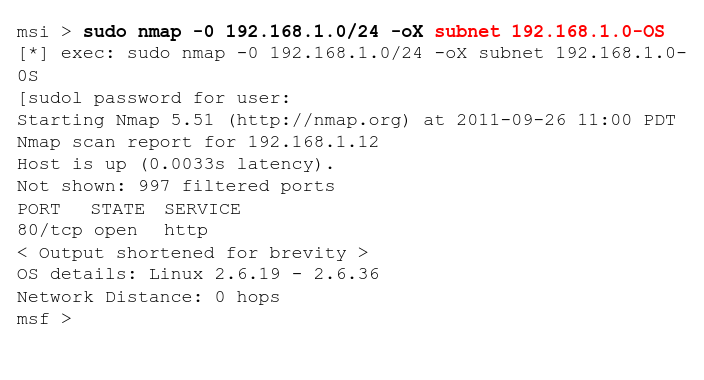 msi > sudo nmap -0 192.168.1.0/24 -oX subnet 192.168.1.0-OS
[*] exec: sudo nmap -0 192.168.1.0/24 -oX subnet 192.168.1.0-
0S
[sudol password for user:
Starting Nmap 5.51 (http://nmap.org) at 2011-09-26 11:00 PDT
Nmap scan report for 192.168.1.12
Host is up (0.0033s latency).
Not shown: 997 filtered ports
PORT STATE SERVICE
80/tcp open http
< Output shortened for brevity >
OS details: Linux 2.6.19 - 2.6.36
Network Distance: 0 hops
msf >